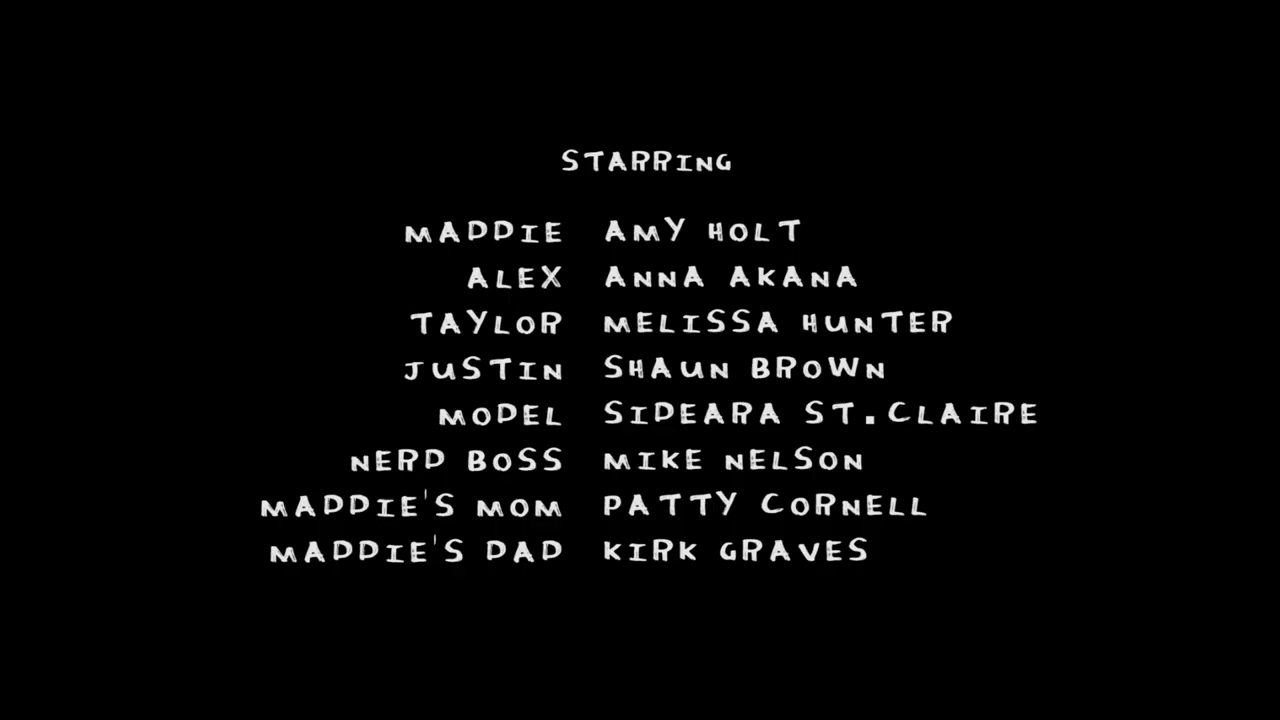 STARRING
MADDIE AMY HOLT
ALEX ANNA AKANA
TAYLOR MELISSA HUNTER
JUSTIN SHAUN BROWN
MODEL SIDEARA ST.CLAIRE
NERD BOSS MIKE NELSON
MADDIE'S MOM PATTY CORNELL
MADDIE'S DAD KIRK GRAVES